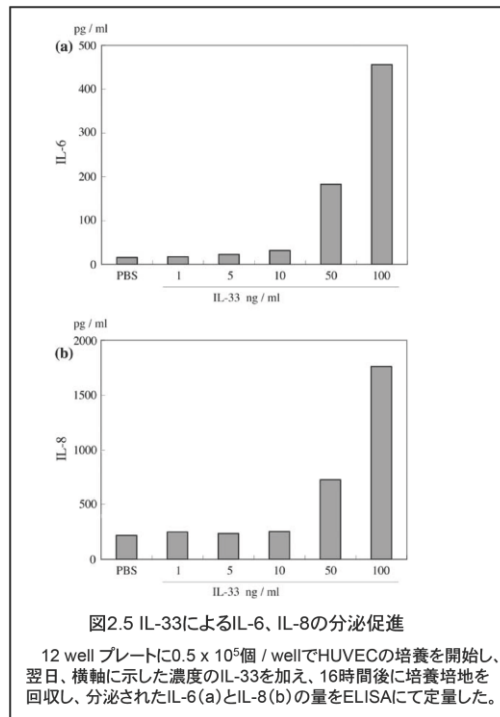 pg / ml
(a)
500
400
300
200
100
0
IL-6
PBS 1 5 10 50 100
IL-33 ng / ml
pg / ml
(b)
2000
1500
1000
500
0
IL-8
PBS 1 5 10 50 100
IL-33 ng / ml
図2.5 IL-33によるIL-6、IL-8の分泌促進
12 well プレートに0.5 x 10⁵個 / wellでHUVECの培養を開始し、
翌日、横軸に示した濃度のIL-33を加え、16時間後に培養培地を
回収し、分泌されたIL-6(a)とIL-8(b)の量をELISAにて定量した。